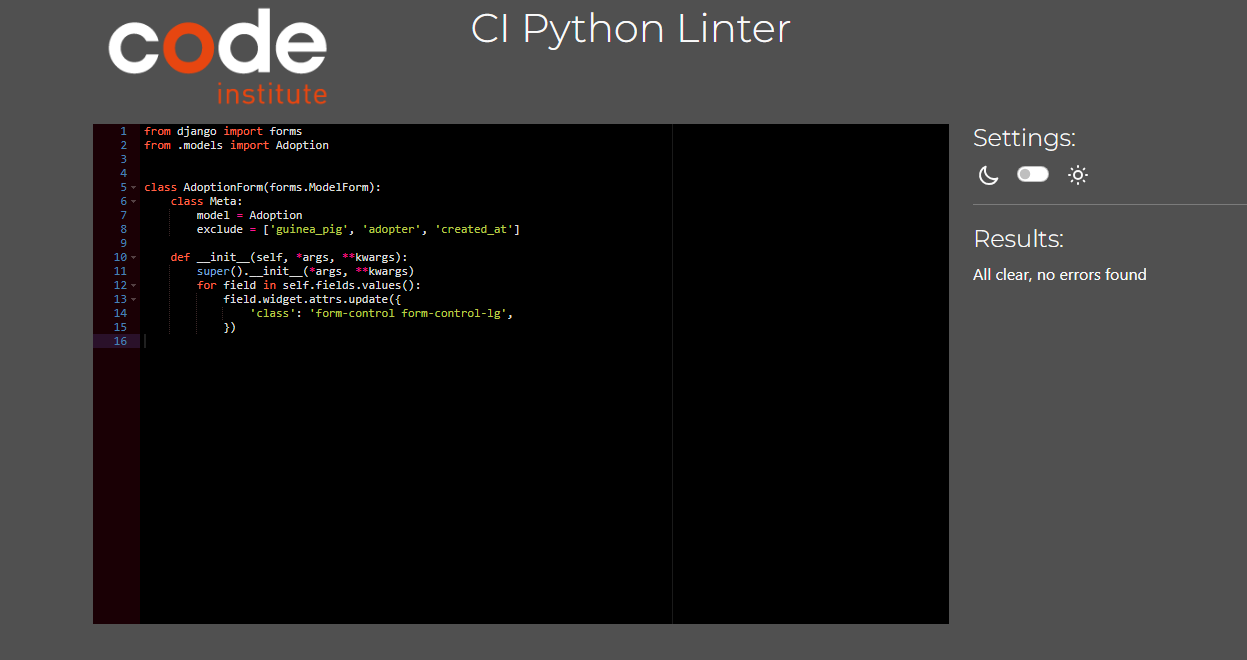 code
institute
CI Python Linter
1 from django import forms
2 from .models import Adoption
3
4
5 class AdoptionForm(forms.ModelForm):
6     class Meta:
7         model = Adoption
8         exclude = ['guinea_pig', 'adopter', 'created_at']
9
10     def __init__(self, *args, **kwargs):
11         super().__init__(*args, **kwargs)
12         for field in self.fields.values():
13             field.widget.attrs.update({
14                 'class': 'form-control form-control-lg',
15             })
16
Settings:
Results:
All clear, no errors found